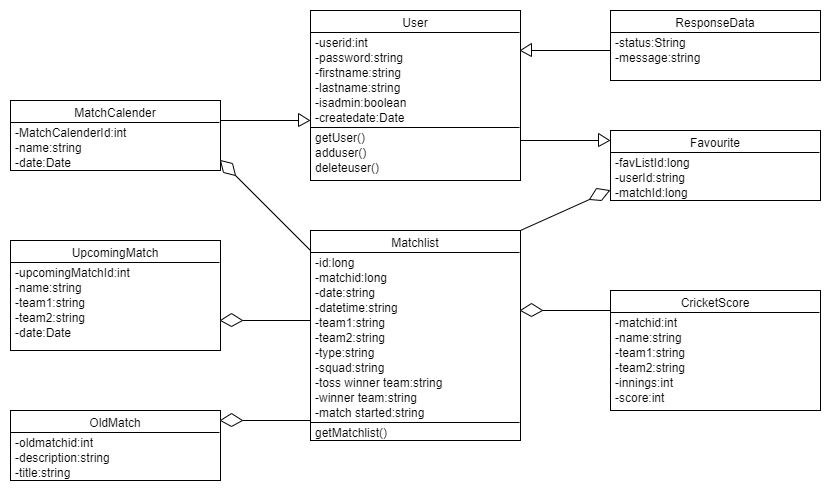 User
-userid:int
-password:string
-firstname:string
-lastname:string
-isadmin:boolean
-createdate:Date
getUser()
adduser()
deleteuser()
ResponseData
-status:String
-message:string
MatchCalender
-MatchCalenderId:int
-name:string
-date:Date
Favourite
-favListId:long
-userId:string
-matchId:long
UpcomingMatch
-upcomingMatchId:int
-name:string
-team1:string
-team2:string
-date:Date
Matchlist
-id:long
-matchid:long
-date:string
-datetime:string
-team1:string
-team2:string
-type:string
-squad:string
-toss winner team:string
-winner team:string
-match started:string
getMatchlist()
CricketScore
-matchid:int
-name:string
-team1:string
-team2:string
-innings:int
-score:int
OldMatch
-oldmatchid:int
-description:string
-title:string